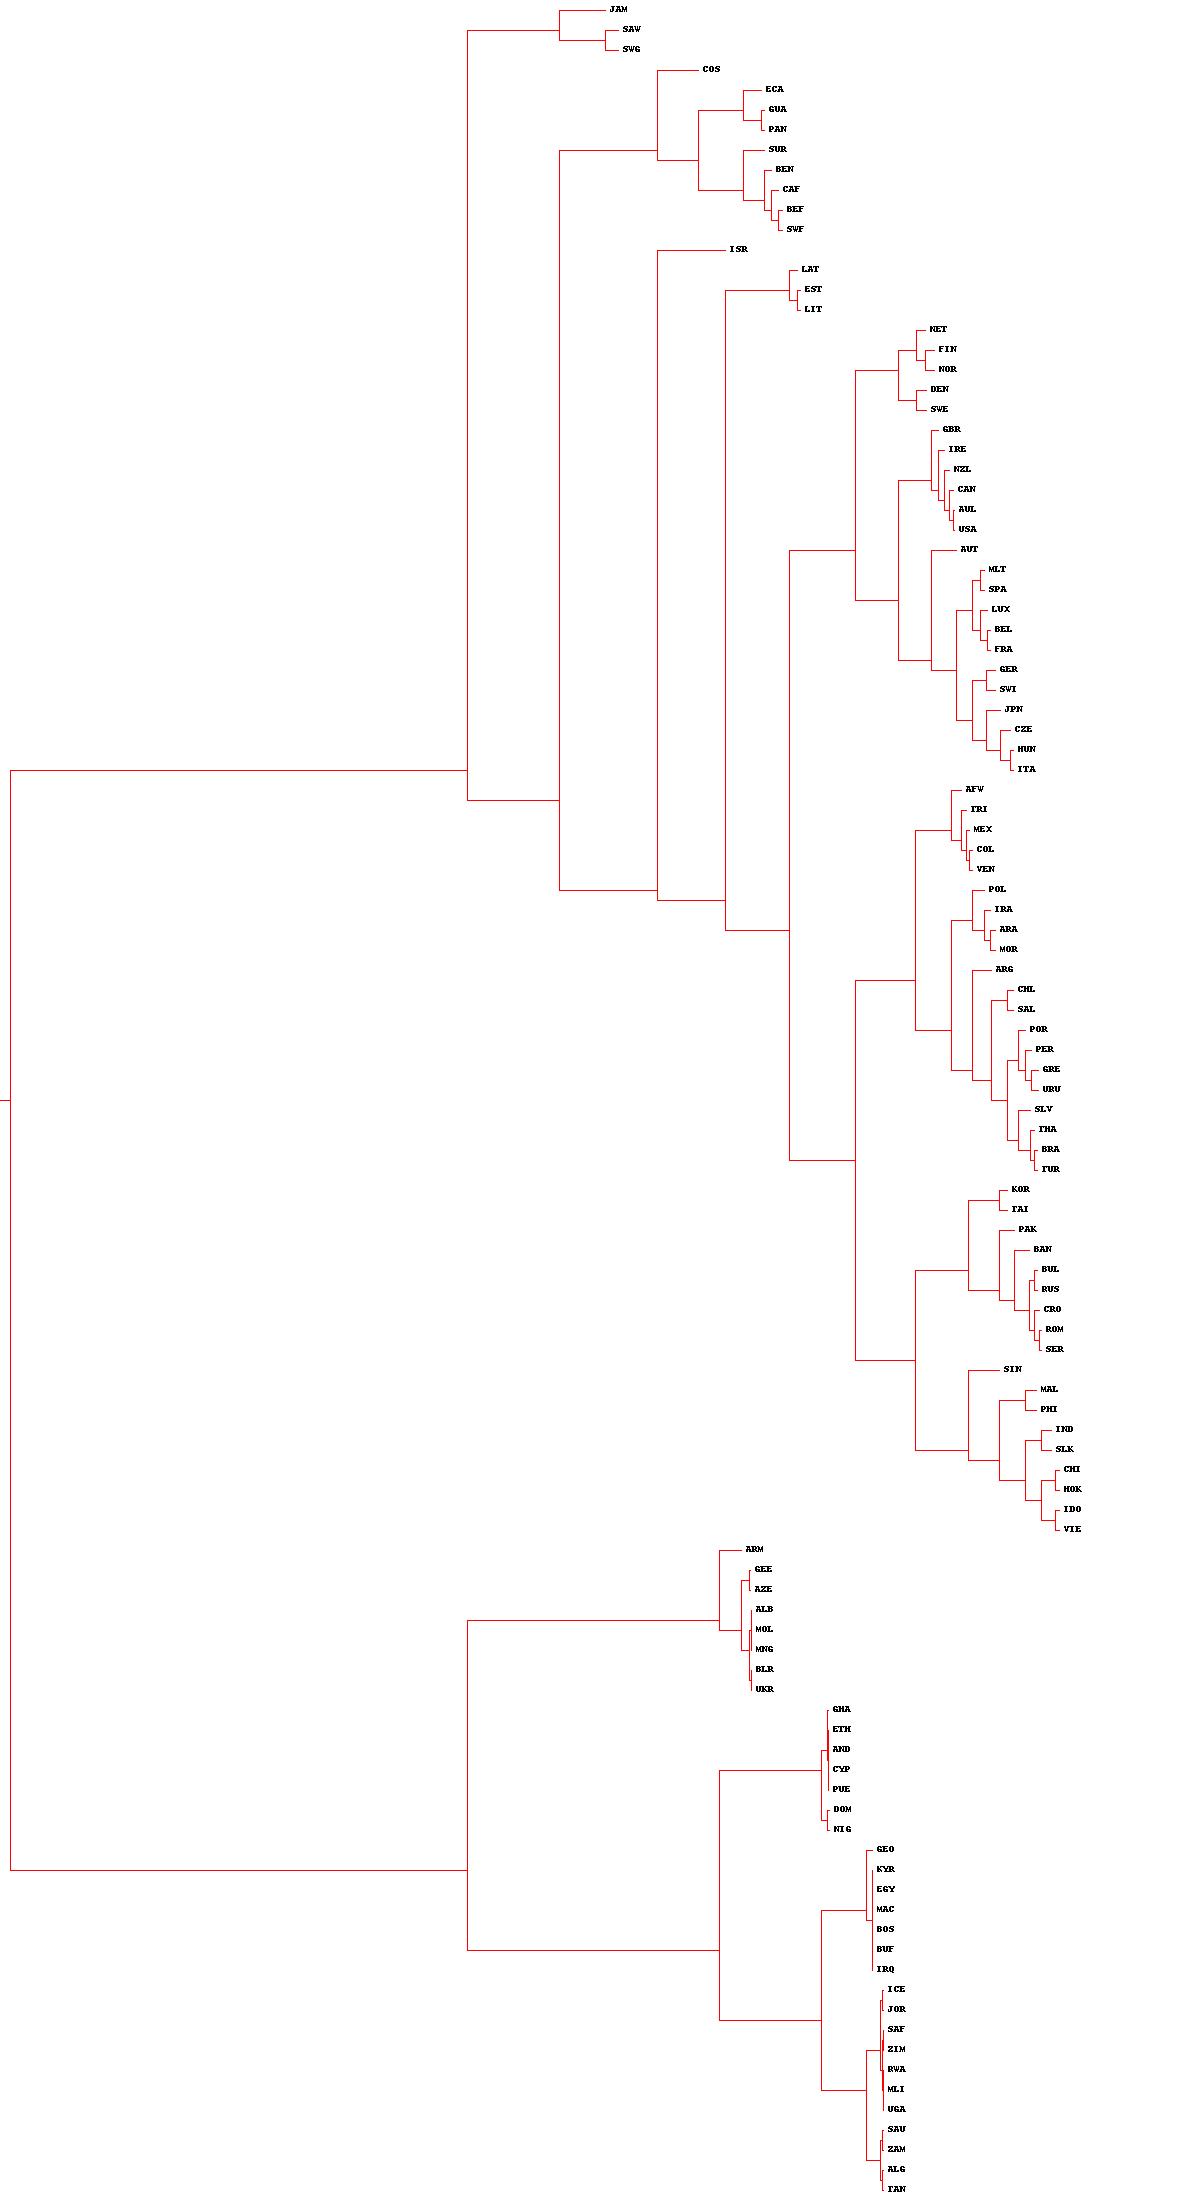 JAM
SAW
SWG
COS
ECA
GUA
PAN
SUR
BEN
CAF
BEF
SWF
ISR
LAT
EST
LIT
NET
FIN
NOR
DEN
SWE
GBR
IRE
NZL
CAN
AUL
USA
AUT
MLT
SPA
LUX
BEL
FRA
GER
SWI
JPN
CZE
HUN
ITA
AFW
TRI
MEX
COL
VEN
POL
IRA
ARA
MOR
ARG
CHL
SAL
POR
PER
GRE
URU
SLV
THA
BRA
TUR
KOR
TAI
PAK
BAN
BUL
RUS
CRO
ROM
SER
SIN
MAL
PHI
IND
SLK
CHI
HOK
IDO
VIE
ARM
GEE
AZE
ALB
MOL
MNG
BLR
UKR
GHA
ETH
AND
CYP
PUE
DOM
NIG
GEO
KYR
EGY
MAC
BOS
BUF
IRQ
ICE
JOR
SAF
ZIM
RWA
MLI
UGA
SAU
ZAM
ALG
TAN